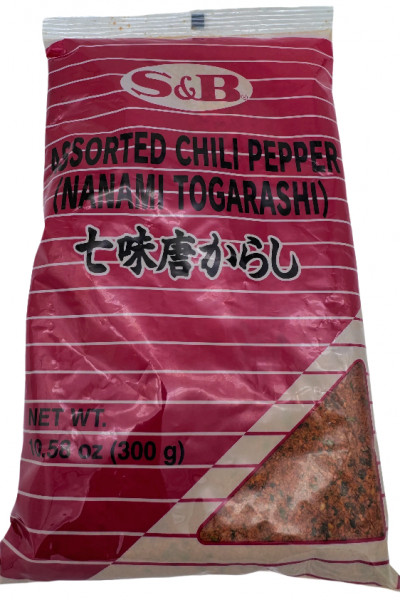 S&B
ASSORTED CHILI PEPPER
(NANAMI TOGARASHI)
七味唐からし
NET WT.
10.58 oz (300 g)